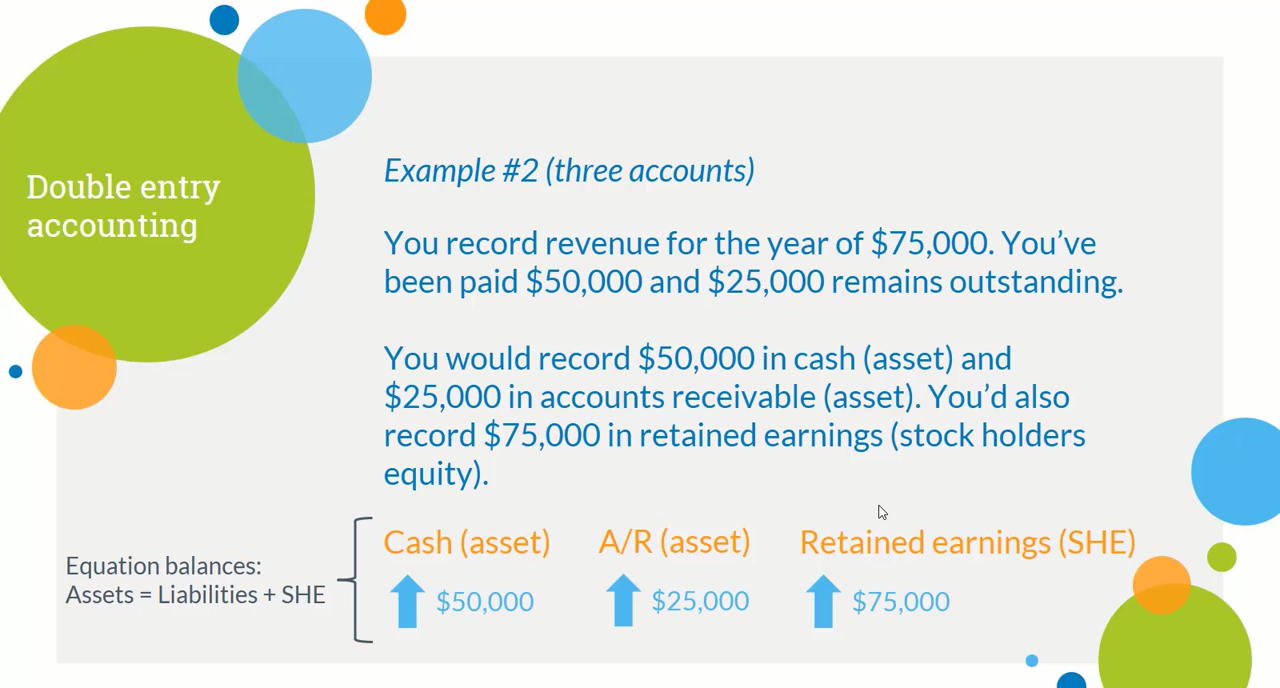 Double entry
accounting
Example #2 (three accounts)
You record revenue for the year of $75,000. You’ve
been paid $50,000 and $25,000 remains outstanding.
You would record $50,000 in cash (asset) and
$25,000 in accounts receivable (asset). You’d also
record $75,000 in retained earnings (stock holders
equity).
Equation balances:
Assets = Liabilities + SHE
Cash (asset)
$50,000
A/R (asset)
$25,000
Retained earnings (SHE)
$75,000